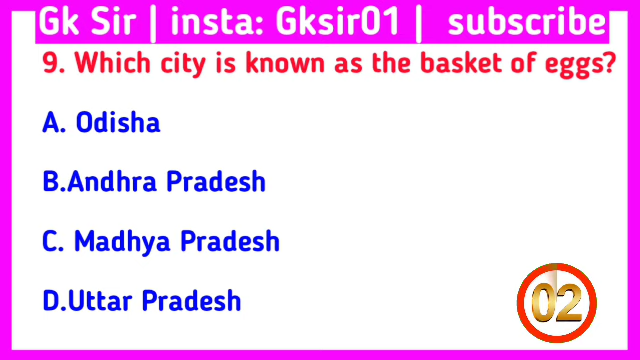 Gk Sir | insta: Gksir01 | subscribe
9. Which city is known as the basket of eggs?
A. Odisha
B.Andhra Pradesh
C. Madhya Pradesh
D.Uttar Pradesh
02